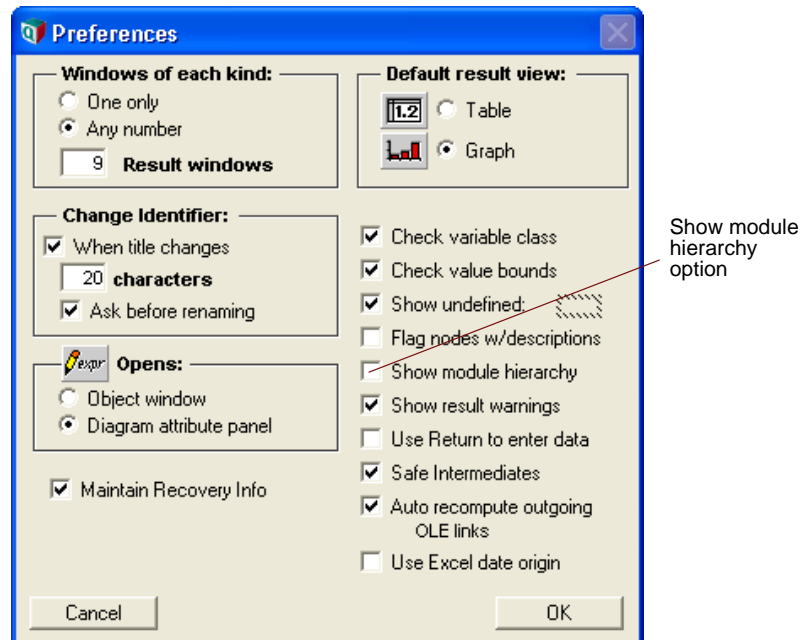 Preferences
Windows of each kind:
One only
Any number
9 Result windows
Default result view:
1.2 Table
Graph
Change Identifier:
When title changes
20 characters
Ask before renaming
expr Opens:
Object window
Diagram attribute panel
Maintain Recovery Info
Check variable class
Check value bounds
Show undefined:
Flag nodes w/descriptions
Show module hierarchy
Show result warnings
Use Return to enter data
Safe Intermediates
Auto recompute outgoing
OLE links
Use Excel date origin
Cancel
OK
Show module
hierarchy
option